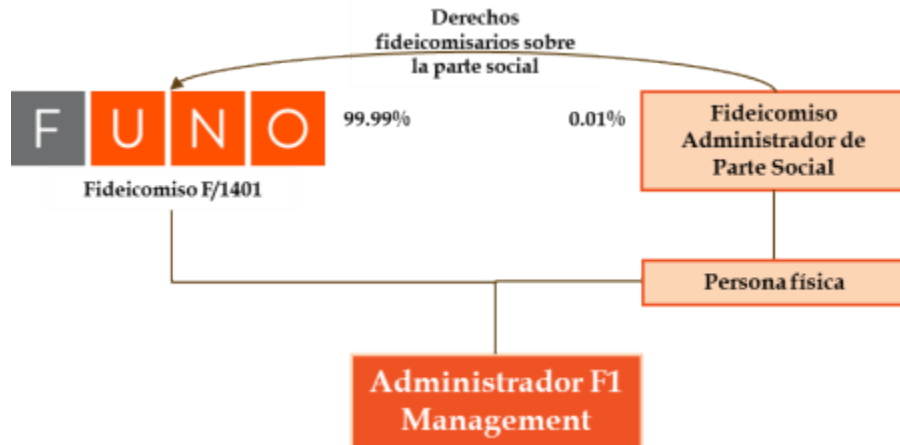 Derechos
fideicomisarios sobre
la parte social
FUNO
99.99%
0.01%
Fideicomiso
Administrador de
Parte Social
Fideicomiso F/1401
Persona física
Administrador F1
Management